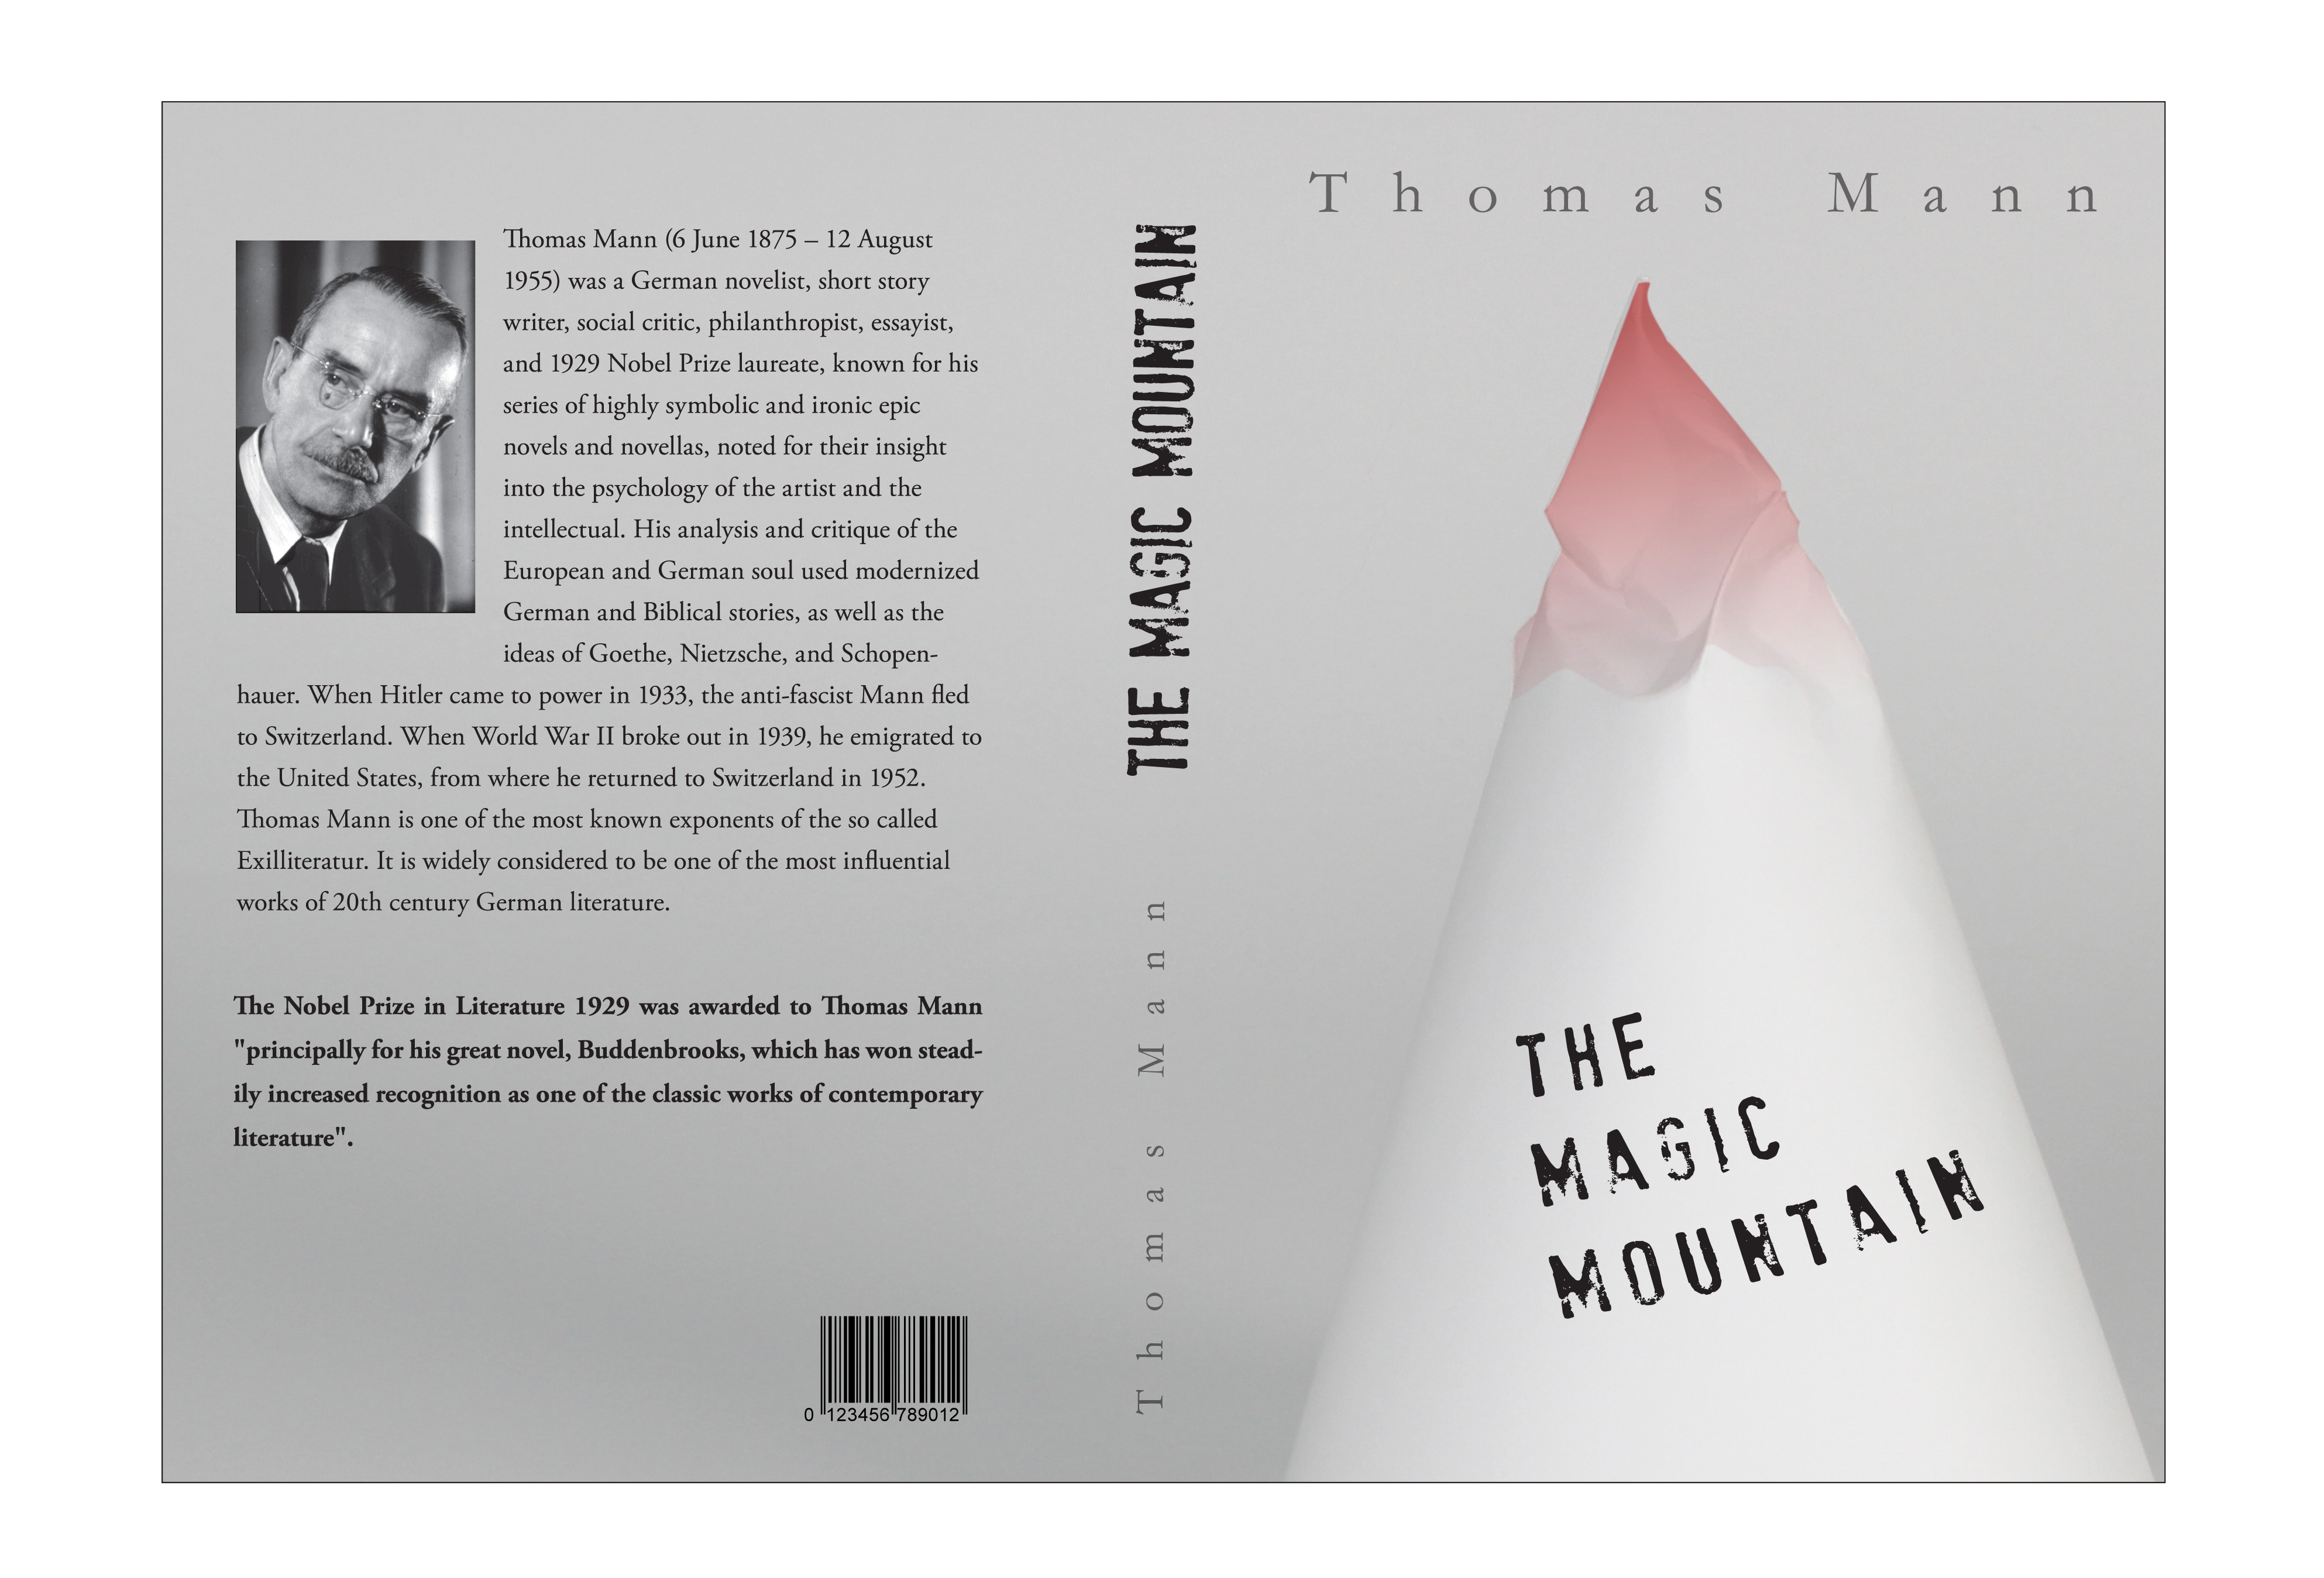 Thomas Mann (6 June 1875 – 12 August
1955) was a German novelist, short story
writer, social critic, philanthropist, essayist,
and 1929 Nobel Prize laureate, known for his
series of highly symbolic and ironic epic
novels and novellas, noted for their insight
into the psychology of the artist and the
intellectual. His analysis and critique of the
European and German soul used modernized
German and Biblical stories, as well as the
ideas of Goethe, Nietzsche, and Schopen-
hauer. When Hitler came to power in 1933, the anti-fascist Mann fled
to Switzerland. When World War II broke out in 1939, he emigrated to
the United States, from where he returned to Switzerland in 1952.
Thomas Mann is one of the most known exponents of the so called
Exilliteratur. It is widely considered to be one of the most influential
works of 20th century German literature.
The Nobel Prize in Literature 1929 was awarded to Thomas Mann
"principally for his great novel, Buddenbrooks, which has won stead-
ily increased recognition as one of the classic works of contemporary
literature".
0 123456 789012
Thomas Mann THE MAGIC MOUNTAIN
Thomas Mann
THE
MAGIC
MOUNTAIN